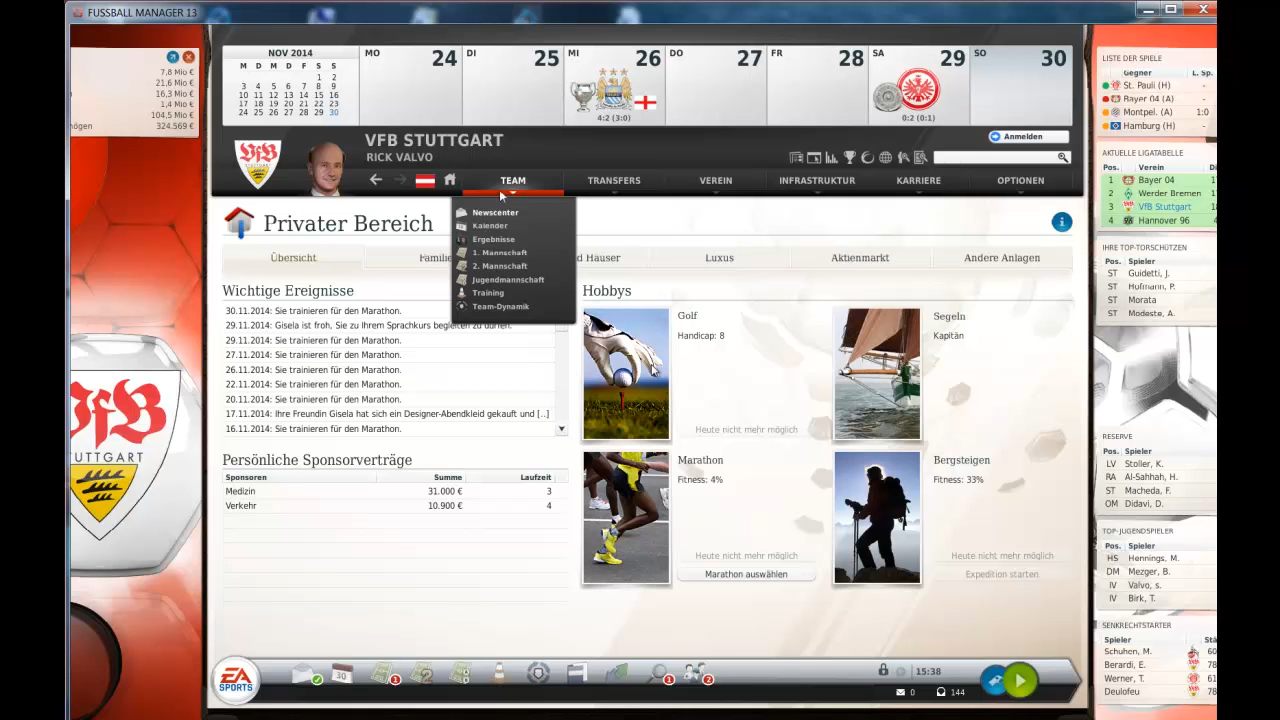 FUSSBALL MANAGER 13
7,8 Mio €
21,6 Mio €
16,3 Mio €
1,4 Mio €
104,5 Mio €
mögen 324.569 €
NOV 2014
M D M D F S S
1 2
3 4 5 6 7 8 9
10 11 12 13 14 15 16
17 18 19 20 21 22 23
24 25 26 27 28 29 30
MO 24
DI 25
MI 26
4:2 (3:0)
DO 27
FR 28
SA 29
0:2 (0:1)
SO 30
VFB STUTTGART
RICK VALVO
Anmelden
TEAM TRANSFERS VEREIN INFRASTRUKTUR KARRIERE OPTIONEN
Newscenter
Kalender
Ergebnisse
1. Mannschaft
2. Mannschaft
Jugendmannschaft
Training
Team-Dynamik
Privater Bereich
Übersicht Familie d Häuser Luxus Aktienmarkt Andere Anlagen
Wichtige Ereignisse
30.11.2014: Sie trainieren für den Marathon.
29.11.2014: Gisela ist froh, Sie zu Ihrem Sprachkurs begleiten zu dürfen.
29.11.2014: Sie trainieren für den Marathon.
27.11.2014: Sie trainieren für den Marathon.
26.11.2014: Sie trainieren für den Marathon.
22.11.2014: Sie trainieren für den Marathon.
20.11.2014: Sie trainieren für den Marathon.
17.11.2014: Ihre Freundin Gisela hat sich ein Designer-Abendkleid gekauft und [..]
16.11.2014: Sie trainieren für den Marathon.
Persönliche Sponsorverträge
Sponsoren Summe Laufzeit
Medizin 31.000 € 3
Verkehr 10.900 € 4
Hobbys
Golf
Handicap: 8
Heute nicht mehr möglich
Segeln
Kapitän
Marathon
Fitness: 4%
Heute nicht mehr möglich
Marathon auswählen
Bergsteigen
Fitness: 33%
Heute nicht mehr möglich
Expedition starten
LISTE DER SPIELE
Gegner L. Sp.
St. Pauli (H) -
Bayer 04 (A) -
Montpel. (A) 1:0
Hamburg (H) -
AKTUELLE LIGATABELLE
Pos. Verein
1 Bayer 04
2 Werder Bremen
3 VfB Stuttgart
4 Hannover 96
IHRE TOP-TORSCHÜTZEN
Pos. Spieler
ST Guidetti, J.
ST Hofmann, P.
ST Morata
ST Modeste, A.
RESERVE
Pos. Spieler
LV Stoller, K.
RA Al-Sahhah, H.
ST Macheda, F.
OM Didavi, D.
TOP-JUGENDSPIELER
Pos. Spieler
HS Hennings, M.
DM Mezger, B.
IV Valvo, s.
IV Birk, T.
SENKRECHTSTARTER
Spieler Stä
Schuhen, M. 60
Berardi, E. 78
Werner, T. 78
Deulofeu 78
VfB
TUTTGART
EA
SPORTS
30
1
1
2
15:38
0 144